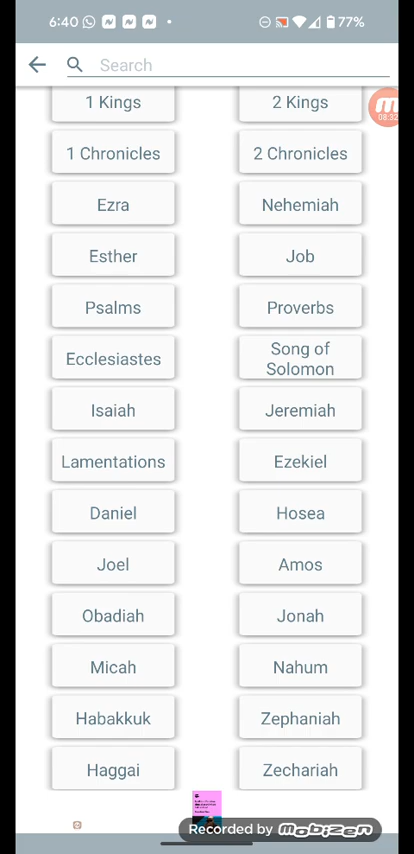 6:40
77%
Search
08:32
1 Kings
2 Kings
1 Chronicles
2 Chronicles
Ezra
Nehemiah
Esther
Job
Psalms
Proverbs
Ecclesiastes
Song of
Solomon
Isaiah
Jeremiah
Lamentations
Ezekiel
Daniel
Hosea
Joel
Amos
Obadiah
Jonah
Micah
Nahum
Habakkuk
Zephaniah
Haggai
Zechariah
Recorded by mobizen